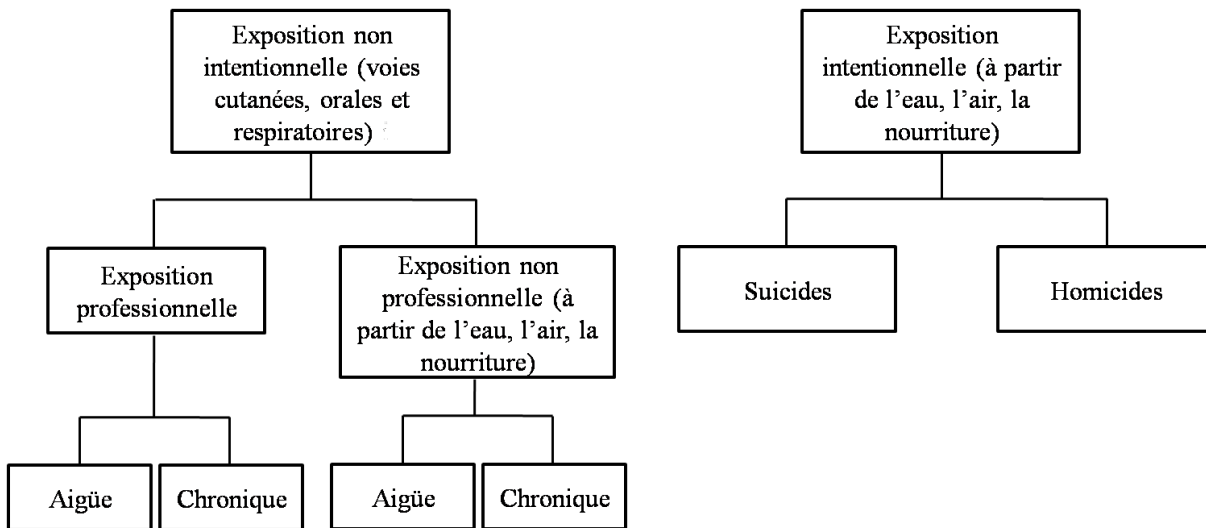 Exposition non
intentionnelle (voies
cutanées, orales et
respiratoires)
Exposition
intentionnelle (à partir
de l’eau, l’air, la
nourriture)
Exposition
professionnelle
Exposition non
professionnelle (à
partir de l’eau, l’air, la
nourriture)
Suicides
Homicides
Aigüe
Chronique
Aigüe
Chronique